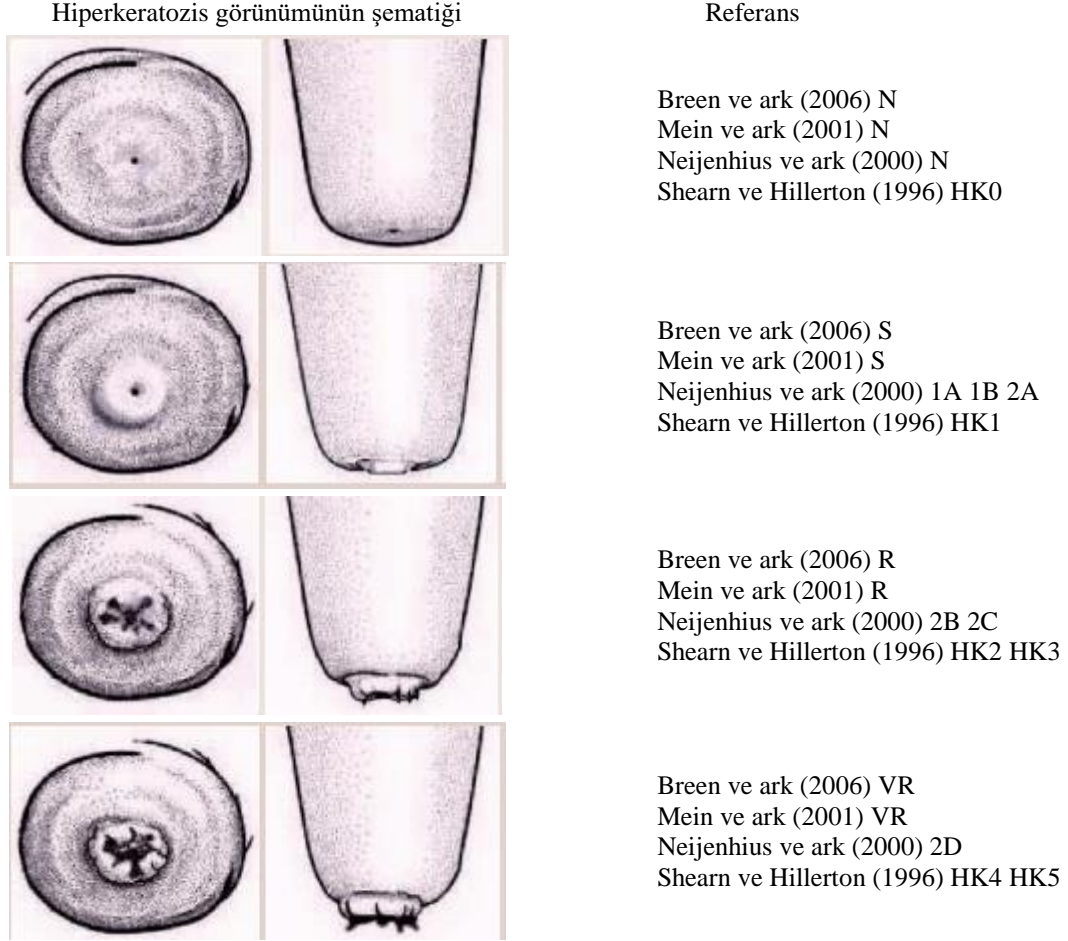 Hiperkeratozis görünümünün şematiği
Referans
Breen ve ark (2006) N
Mein ve ark (2001) N
Neijenhius ve ark (2000) N
Shearn ve Hillerton (1996) HK0
Breen ve ark (2006) S
Mein ve ark (2001) S
Neijenhius ve ark (2000) 1A 1B 2A
Shearn ve Hillerton (1996) HK1
Breen ve ark (2006) R
Mein ve ark (2001) R
Neijenhius ve ark (2000) 2B 2C
Shearn ve Hillerton (1996) HK2 HK3
Breen ve ark (2006) VR
Mein ve ark (2001) VR
Neijenhius ve ark (2000) 2D
Shearn ve Hillerton (1996) HK4 HK5